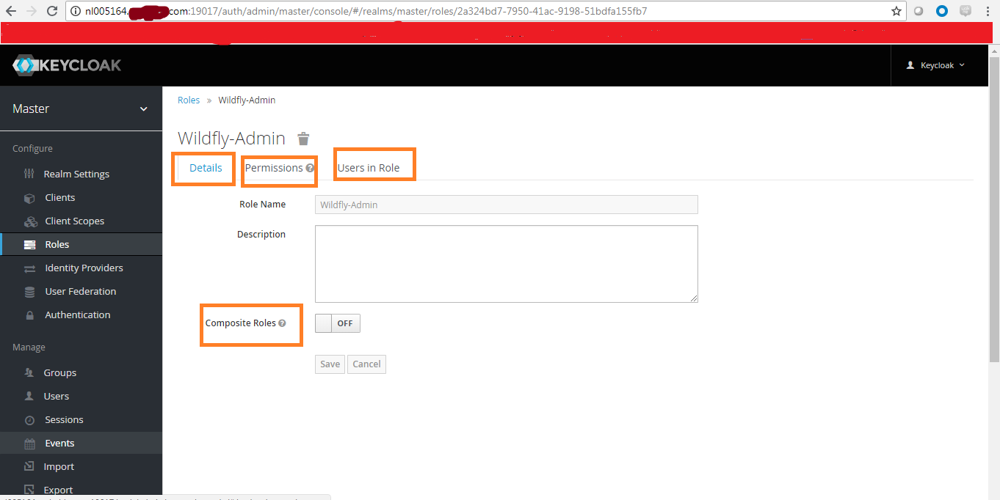 nl005164. com:19017/auth/admin/master/console/#/realms/master/roles/2a324bd7-7950-41ac-9198-51bdfa155fb7
KEYCLOAK
Keycloak
Master
Configure
Realm Settings
Clients
Client Scopes
Roles
Identity Providers
User Federation
Authentication
Manage
Groups
Users
Sessions
Events
Import
Export
Roles » Wildfly-Admin
Wildfly-Admin
Details Permissions ? Users in Role
Role Name Wildfly-Admin
Description
Composite Roles ? OFF
Save Cancel